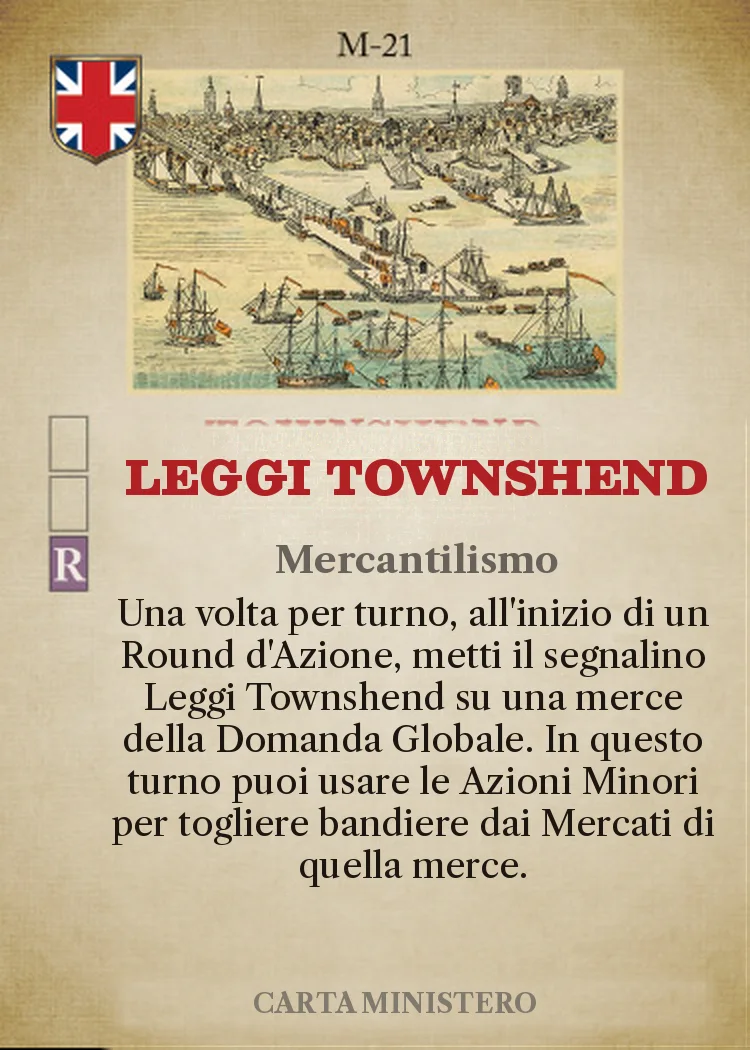 M-21
LEGGI TOWNSHEND
Mercantilismo
R
Una volta per turno, all'inizio di un
Round d'Azione, metti il segnalino
Leggi Townshend su una merce
della Domanda Globale. In questo
turno puoi usare le Azioni Minori
per togliere bandiere dai Mercati di
quella merce.
CARTA MINISTERO